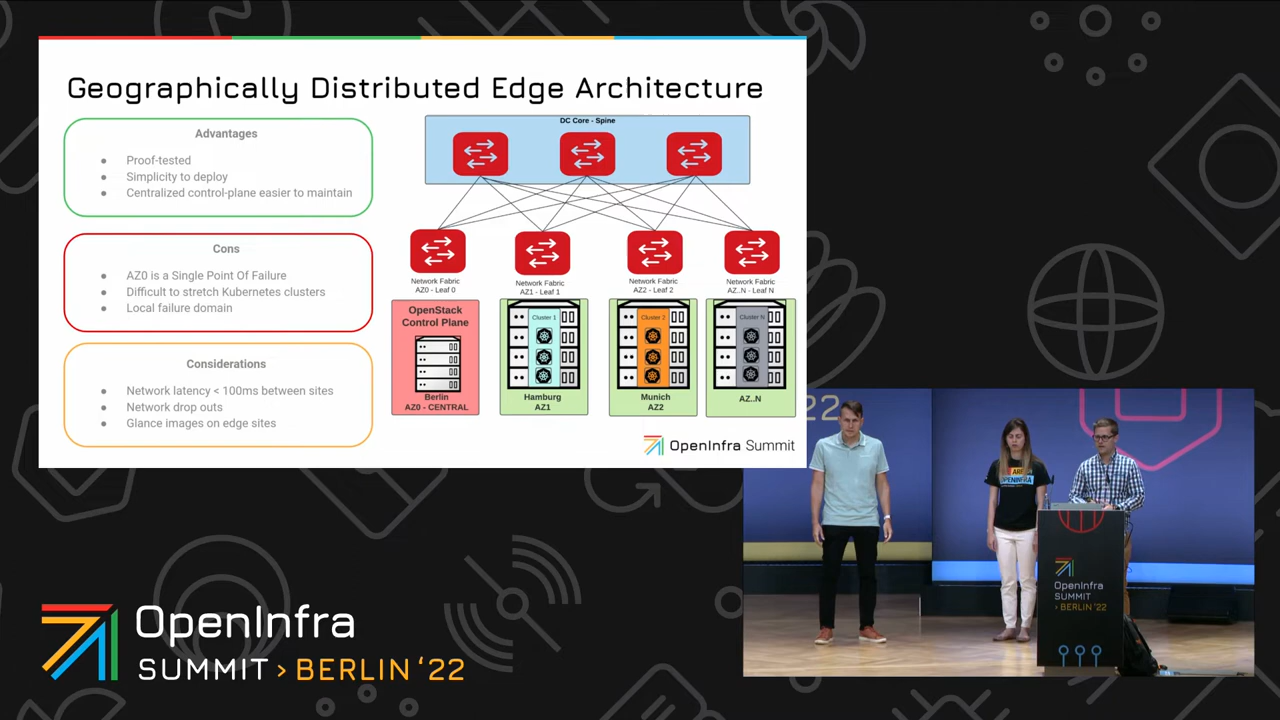 Geographically Distributed Edge Architecture
Advantages
● Proof-tested
● Simplicity to deploy
● Centralized control-plane easier to maintain
Cons
● AZ0 is a Single Point Of Failure
● Difficult to stretch Kubernetes clusters
● Local failure domain
Considerations
● Network latency < 100ms between sites
● Network drop outs
● Glance images on edge sites
DC Core - Spine
Network Fabric
AZ0 - Leaf 0
Network Fabric
AZ1 - Leaf 1
Network Fabric
AZ2 - Leaf 2
Network Fabric
AZ..N - Leaf N
OpenStack
Control Plane
Berlin
AZ0 - CENTRAL
Cluster 1
Hamburg
AZ1
Cluster 2
Munich
AZ2
Cluster N
AZ..N
OpenInfra Summit
22
ARE
OPENINFRA
OpenInfra
SUMMIT
> BERLIN '22
OpenInfra
SUMMIT > BERLIN '22